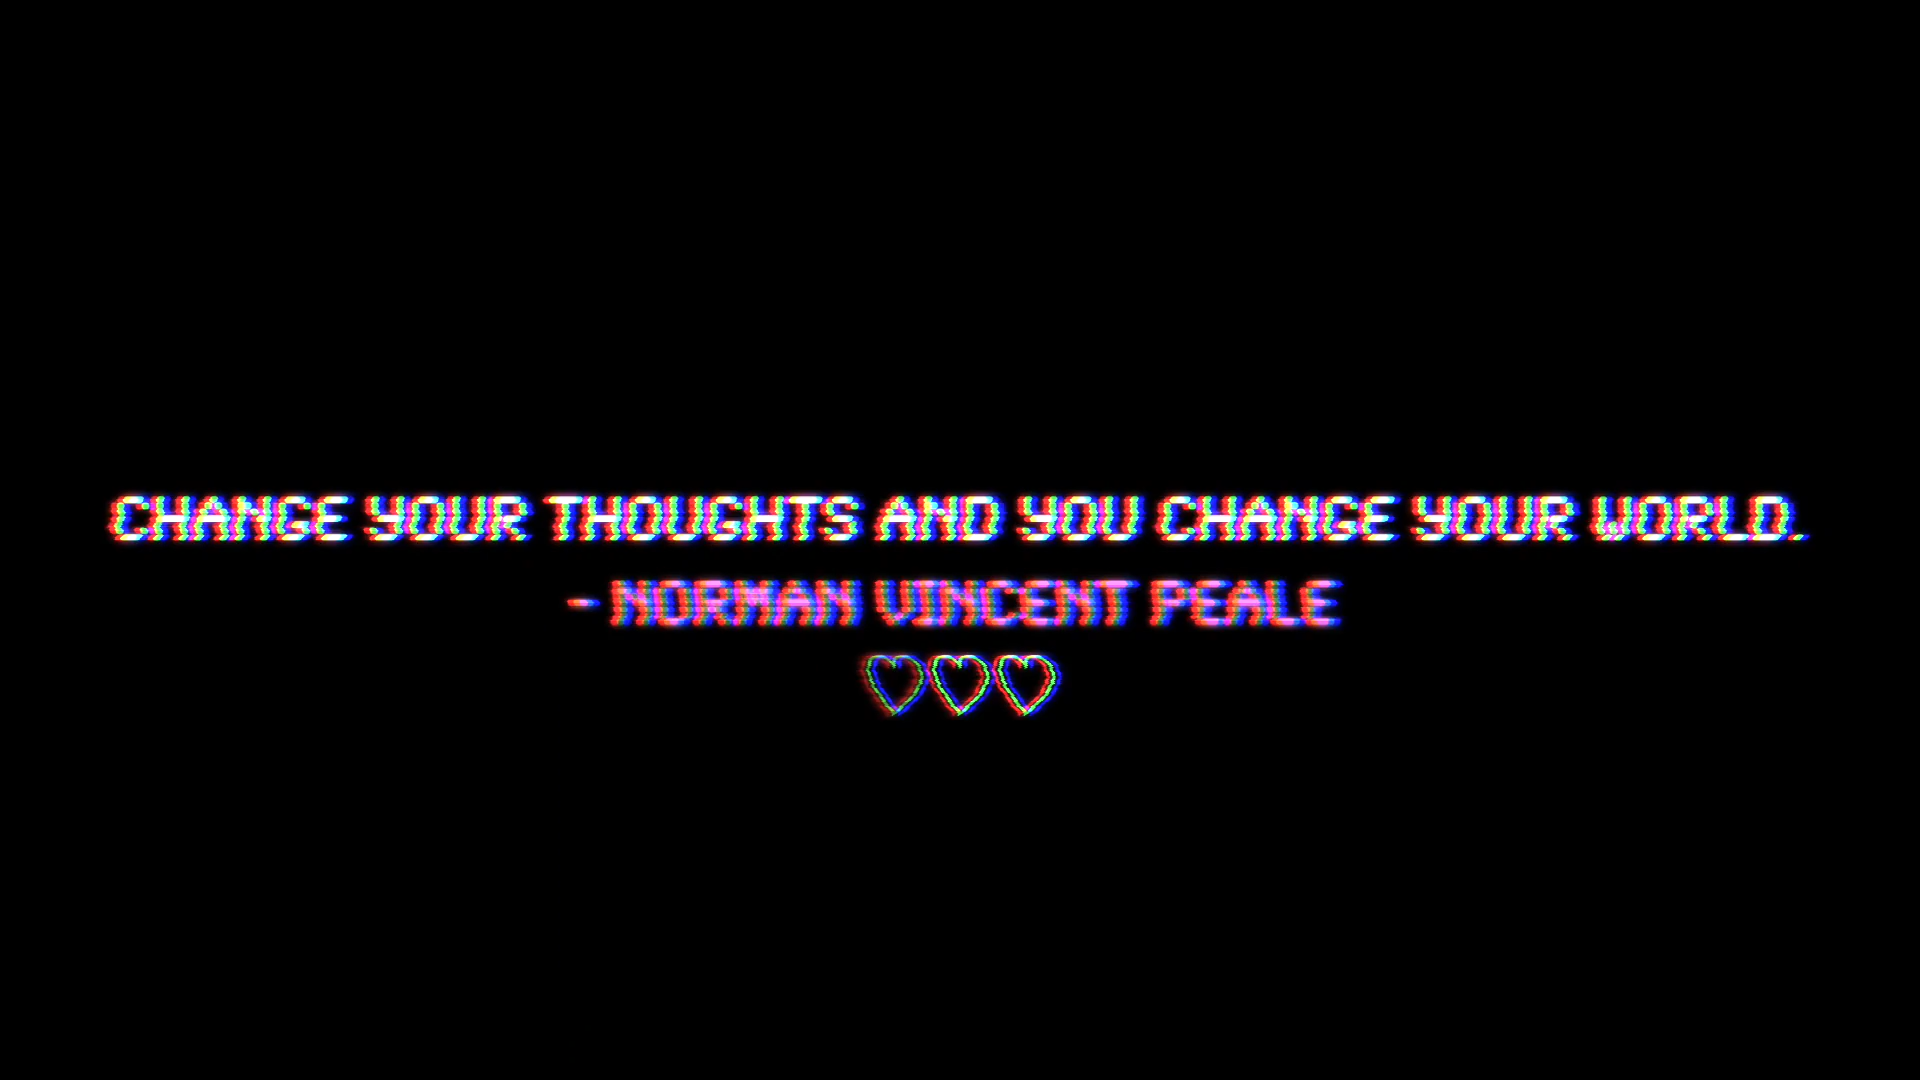 CHANGE YOUR THOUGHTS AND YOU CHANGE YOUR WORLD.
- NORMAN VINCENT PEALE
♡♡♡